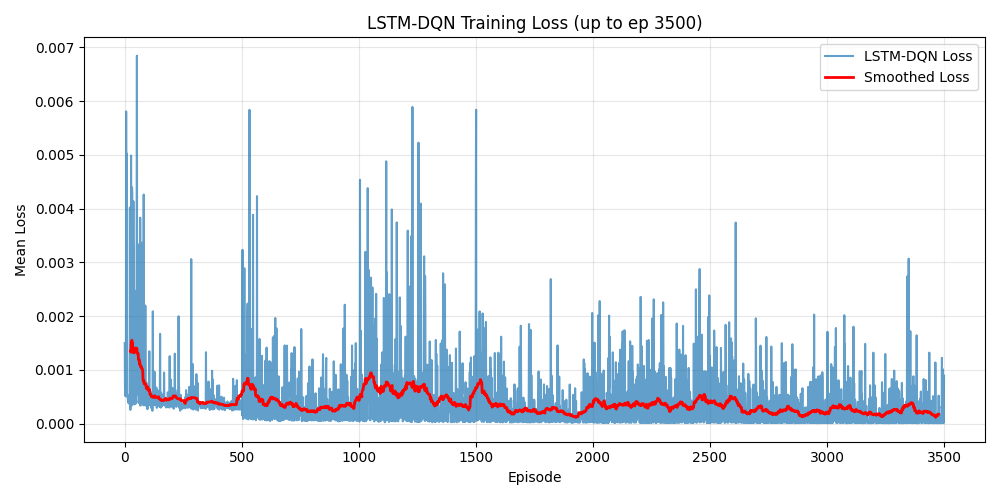 LSTM-DQN Training Loss (up to ep 3500)
LSTM-DQN Loss
Smoothed Loss
Mean Loss
0.007
0.006
0.005
0.004
0.003
0.002
0.001
0.000
0 500 1000 1500 2000 2500 3000 3500
Episode